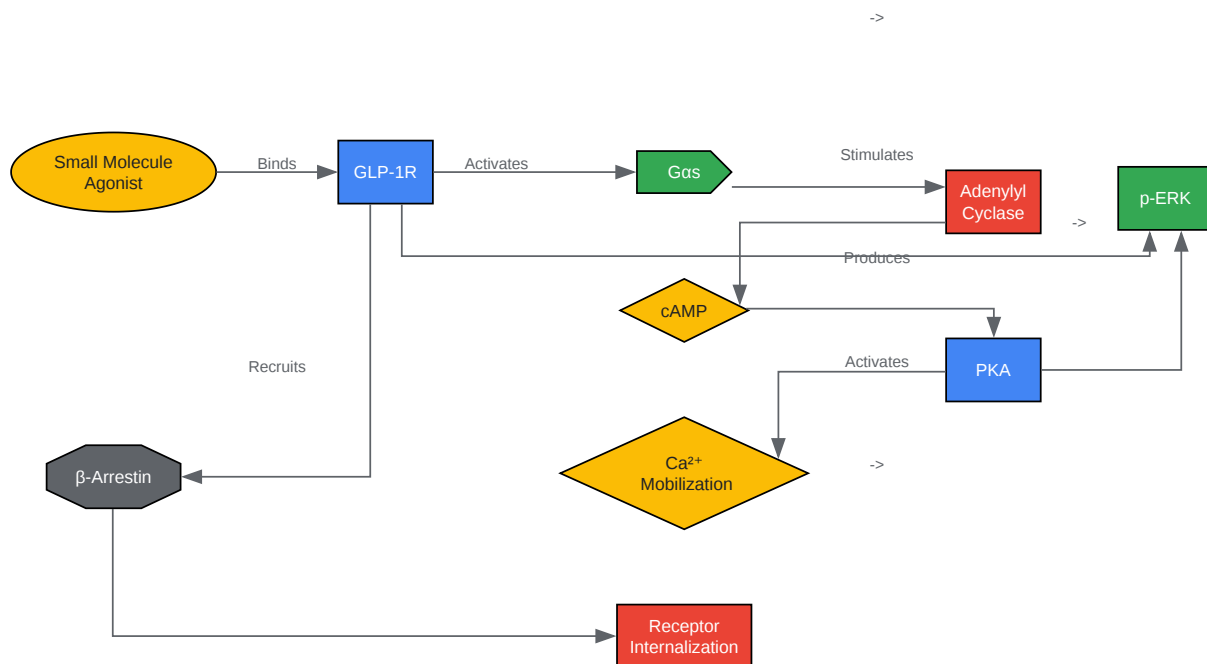 ->
Small Molecule
Agonist
Binds
GLP-1R
Activates
Gαs
Stimulates
Adenylyl
Cyclase
->
p-ERK
Produces
cAMP
Recruits
Activates
PKA
β-Arrestin
Ca²⁺
Mobilization
->
Receptor
Internalization